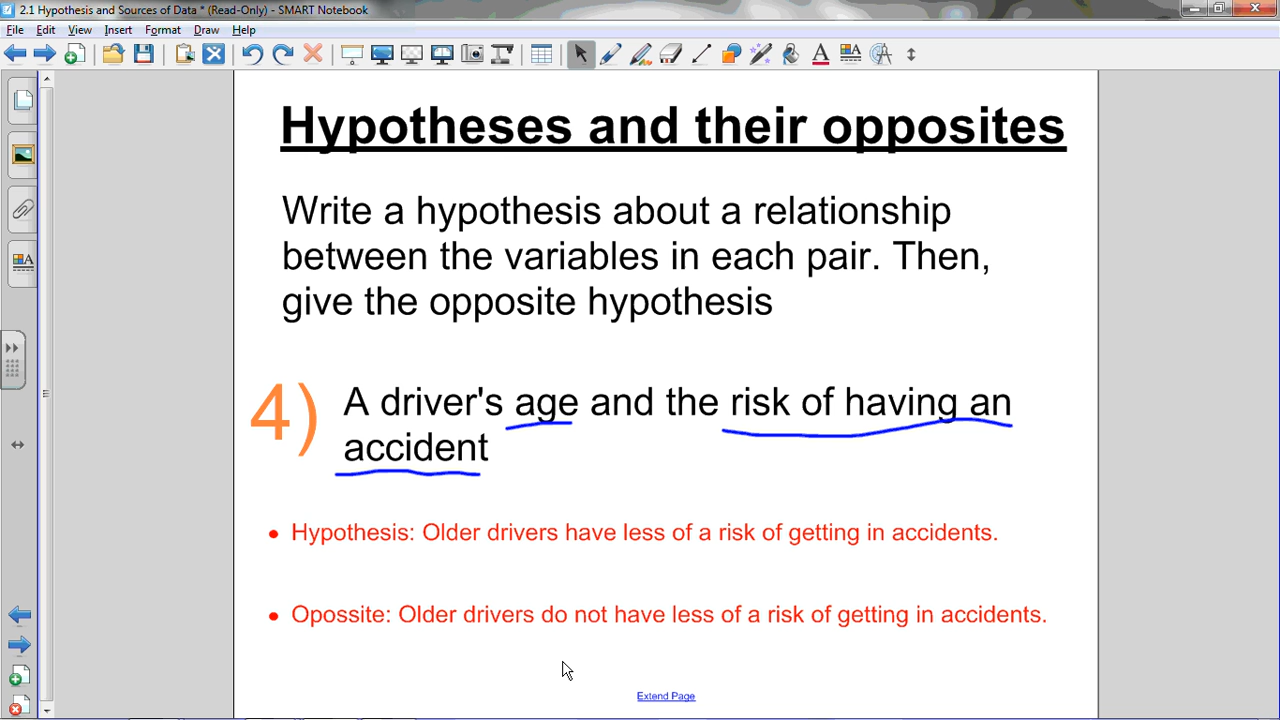 2.1 Hypothesis and Sources of Data * (Read-Only) - SMART Notebook
File Edit View Insert Format Draw Help
Hypotheses and their opposites
Write a hypothesis about a relationship
between the variables in each pair. Then,
give the opposite hypothesis
4) A driver's age and the risk of having an
accident
• Hypothesis: Older drivers have less of a risk of getting in accidents.
• Opossite: Older drivers do not have less of a risk of getting in accidents.
Extend Page